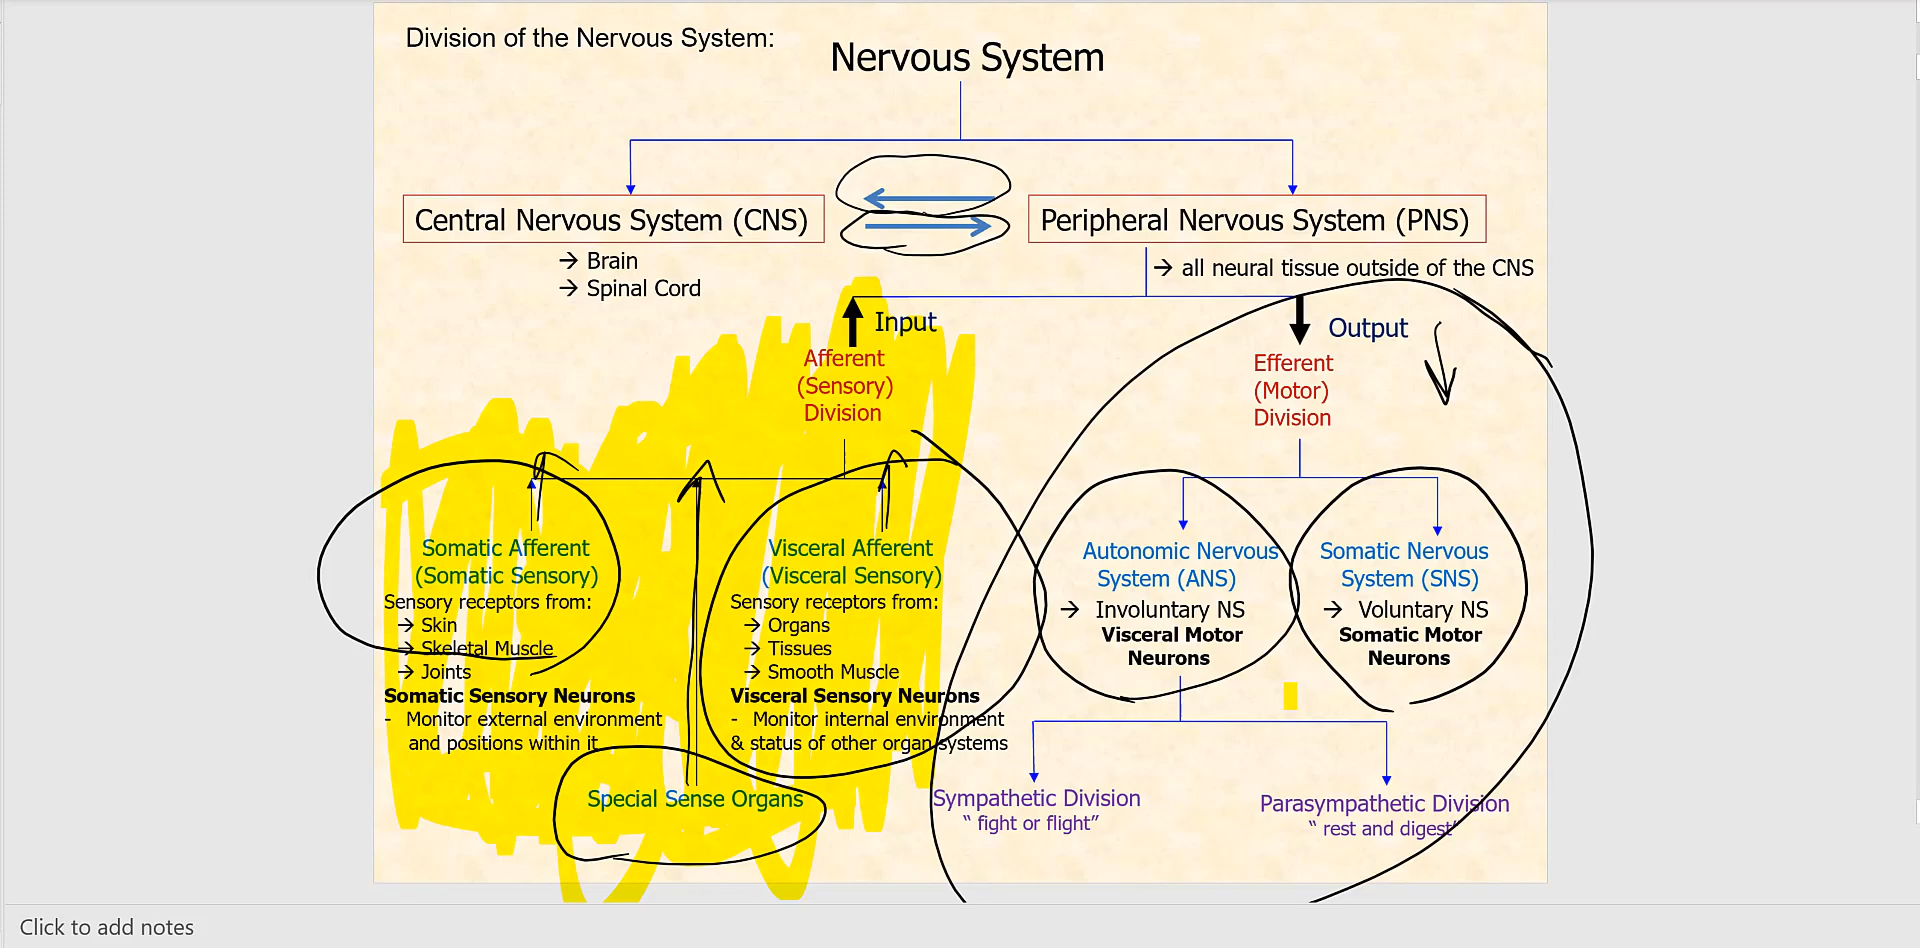 Division of the Nervous System:
Nervous System
Central Nervous System (CNS)
→ Brain
→ Spinal Cord
Peripheral Nervous System (PNS)
→ all neural tissue outside of the CNS
Input
Afferent
(Sensory)
Division
Output
Efferent
(Motor)
Division
Somatic Afferent
(Somatic Sensory)
Sensory receptors from:
→ Skin
→ Skeletal Muscle
→ Joints
Somatic Sensory Neurons
- Monitor external environment
and positions within it
Visceral Afferent
(Visceral Sensory)
Sensory receptors from:
→ Organs
→ Tissues
→ Smooth Muscle
Visceral Sensory Neurons
- Monitor internal environment
& status of other organ systems
Special Sense Organs
Autonomic Nervous
System (ANS)
→ Involuntary NS
Visceral Motor
Neurons
Somatic Nervous
System (SNS)
→ Voluntary NS
Somatic Motor
Neurons
Sympathetic Division
“ fight or flight”
Parasympathetic Division
“ rest and digest”
Click to add notes